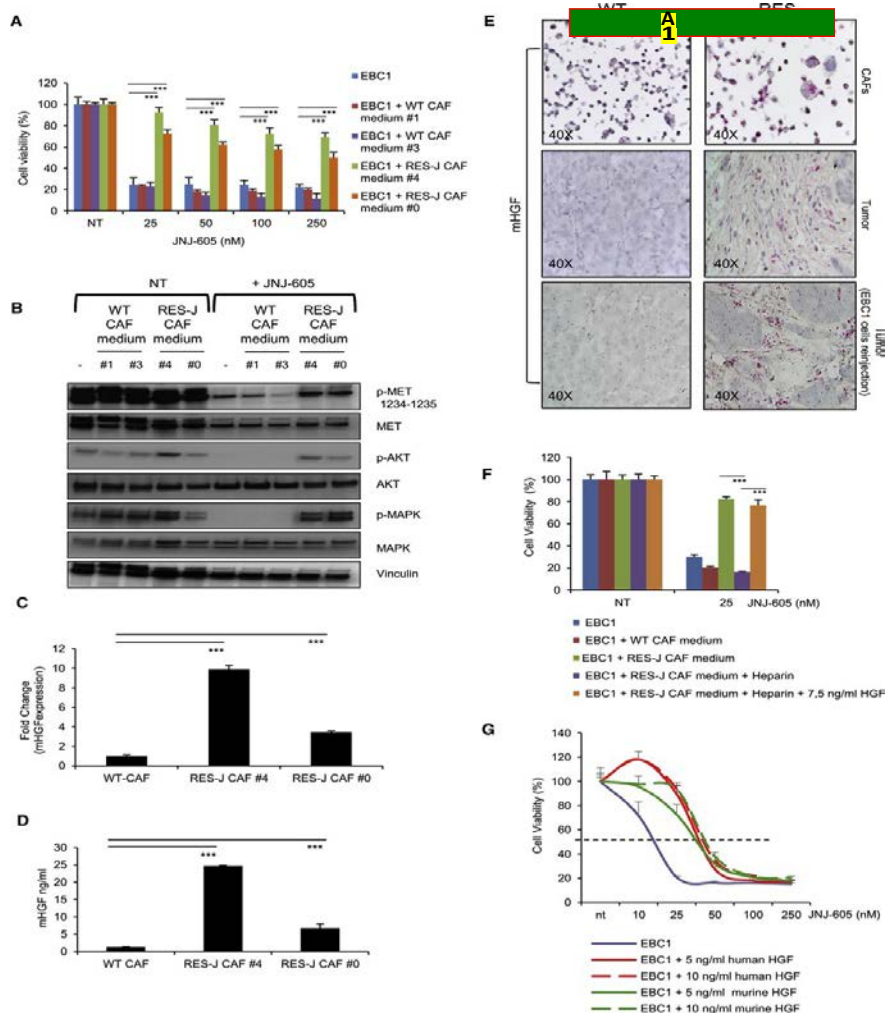 A
Cell viability (%)
120
100
80
60
40
20
0
NT
25
50
100
250
JNJ-605 (nM)
***
***
***
***
***
***
***
***
EBC1
EBC1 + WT CAF
medium #1
EBC1 + WT CAF
medium #3
EBC1 + RES-J CAF
medium #4
EBC1 + RES-J CAF
medium #0
B
NT
+ JNJ-605
WT
CAF
medium
RES-J
CAF
medium
WT
CAF
medium
RES-J
CAF
medium
-
#1
#3
#4
#0
-
#1
#3
#4
#0
p-MET
1234-1235
MET
p-AKT
AKT
p-MAPK
MAPK
Vinculin
C
Fold Change
(mHGFexpression)
12
10
8
6
4
2
0
***
***
WT-CAF
RES-J CAF #4
RES-J CAF #0
D
mHGF ng/ml
30
25
20
15
10
5
0
***
***
WT CAF
RES-J CAF #4
RES-J CAF #0
E
A
1
mHGF
40X
40X
CAFs
40X
40X
Tumor
40X
40X
Tumor
(EBC1 cells reinjection)
F
Cell Viability (%)
120
100
80
60
40
20
0
***
***
NT
25
JNJ-605 (nM)
EBC1
EBC1 + WT CAF medium
EBC1 + RES-J CAF medium
EBC1 + RES-J CAF medium + Heparin
EBC1 + RES-J CAF medium + Heparin + 7,5 ng/ml HGF
G
Cell Viability (%)
140
120
100
80
60
40
20
0
nt
10
25
50
100
250
JNJ-605 (nM)
EBC1
EBC1 + 5 ng/ml human HGF
EBC1 + 10 ng/ml human HGF
EBC1 + 5 ng/ml murine HGF
EBC1 + 10 ng/ml murine HGF